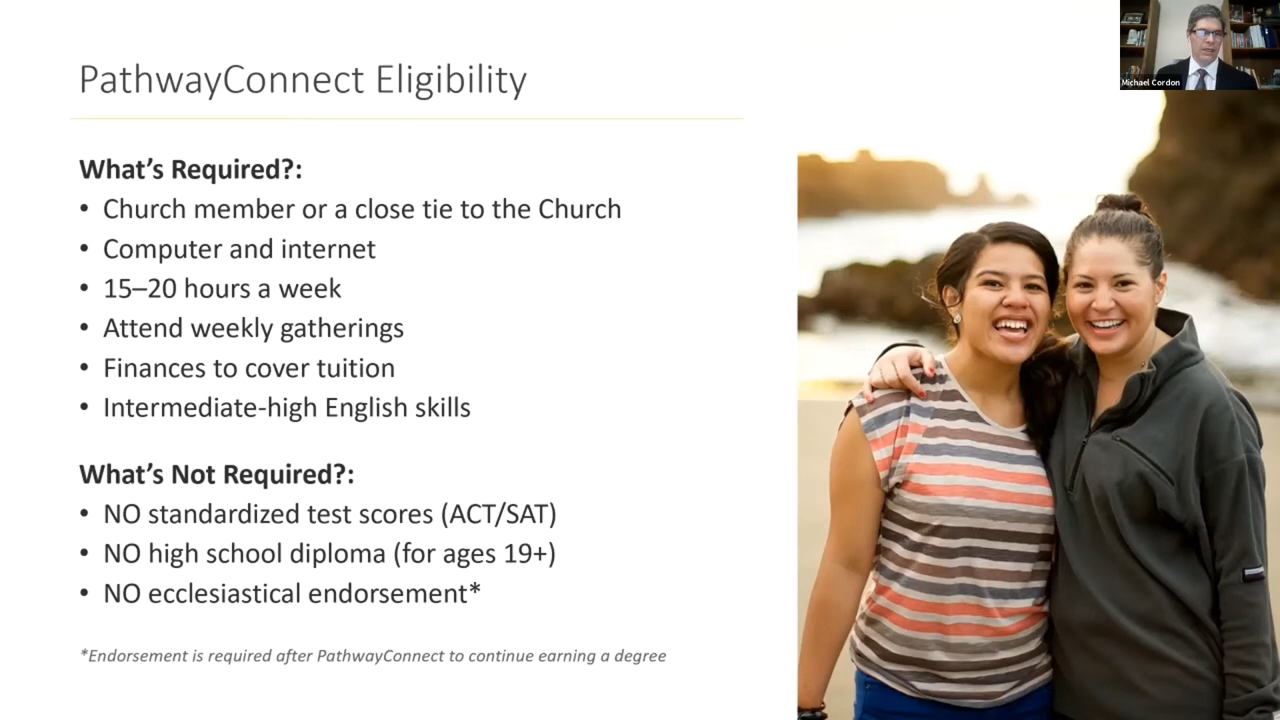 PathwayConnect Eligibility
Michael Cordon
What’s Required?:
• Church member or a close tie to the Church
• Computer and internet
• 15–20 hours a week
• Attend weekly gatherings
• Finances to cover tuition
• Intermediate-high English skills
What’s Not Required?:
• NO standardized test scores (ACT/SAT)
• NO high school diploma (for ages 19+)
• NO ecclesiastical endorsement*
*Endorsement is required after PathwayConnect to continue earning a degree